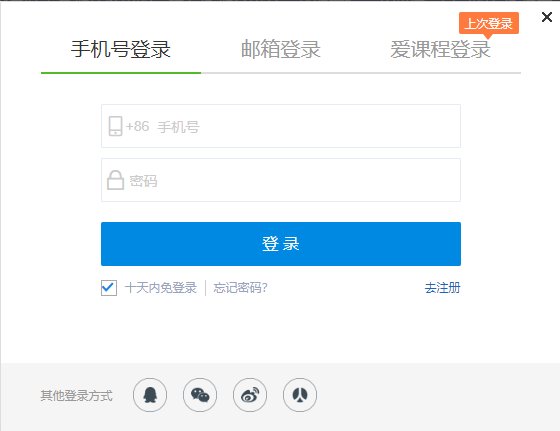 上次登录
手机号登录 邮箱登录 爱课程登录
+86 手机号
密码
登录
十天内免登录 忘记密码?
去注册
其他登录方式